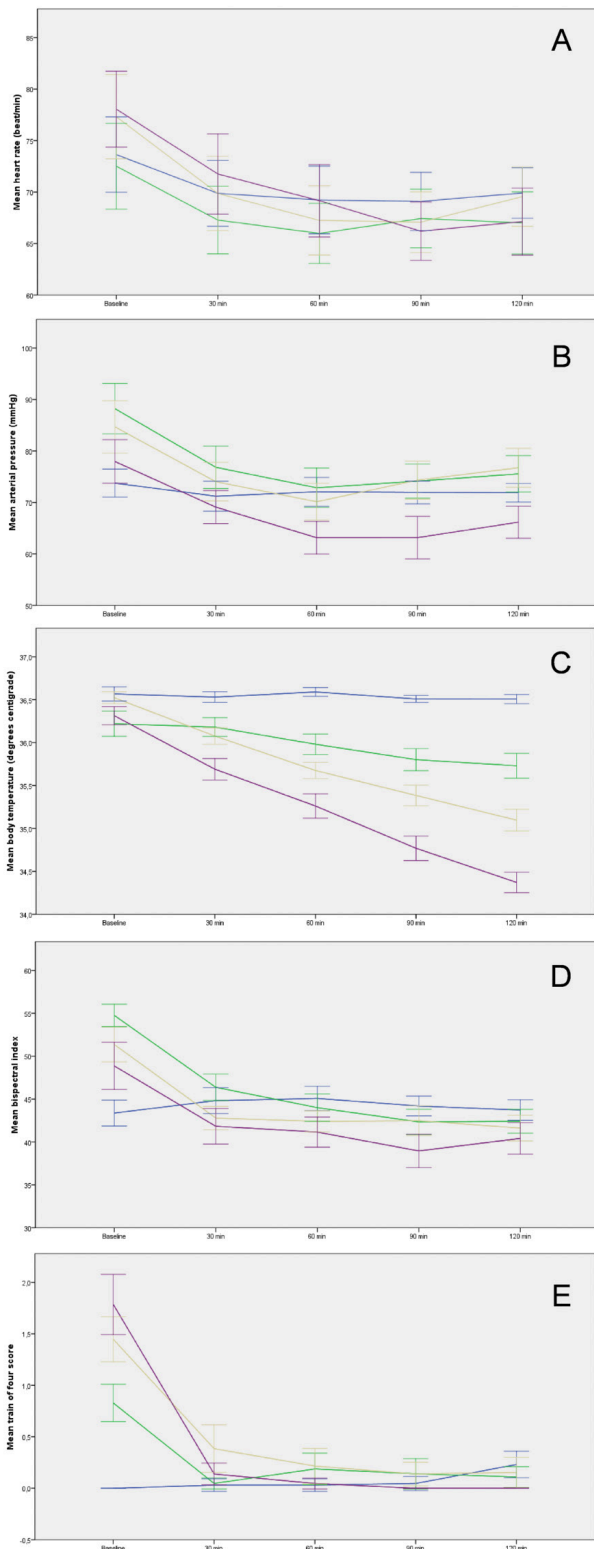 A
Mean heart rate (beat/min)
85
80
75
70
65
60
Baseline 30 min 60 min 90 min 120 min
B
Mean arterial pressure (mmHg)
100
90
80
70
60
50
Baseline 30 min 60 min 90 min 120 min
C
Mean body temperature (degrees centigrade)
37,0
36,5
36,0
35,5
35,0
34,5
34,0
Baseline 30 min 60 min 90 min 120 min
D
Mean bispectral index
60
55
50
45
40
35
30
Baseline 30 min 60 min 90 min 120 min
E
Mean train of four score
2,0
1,5
1,0
0,5
0,0
-0,5
Baseline 30 min 60 min 90 min 120 min